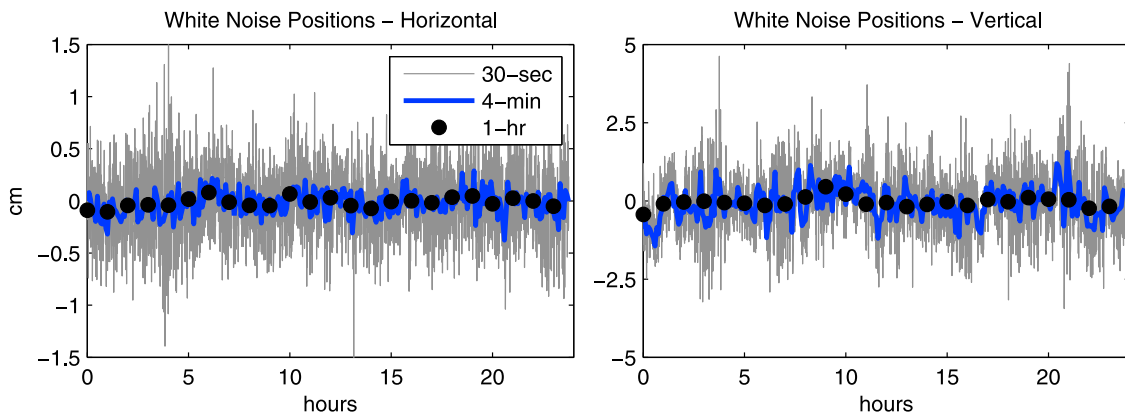 White Noise Positions − Horizontal
1.5
1
0.5
0
−0.5
−1
−1.5
cm
0 5 10 15 20
hours
30−sec
4−min
1−hr
White Noise Positions − Vertical
5
2.5
0
−2.5
−5
0 5 10 15 20
hours